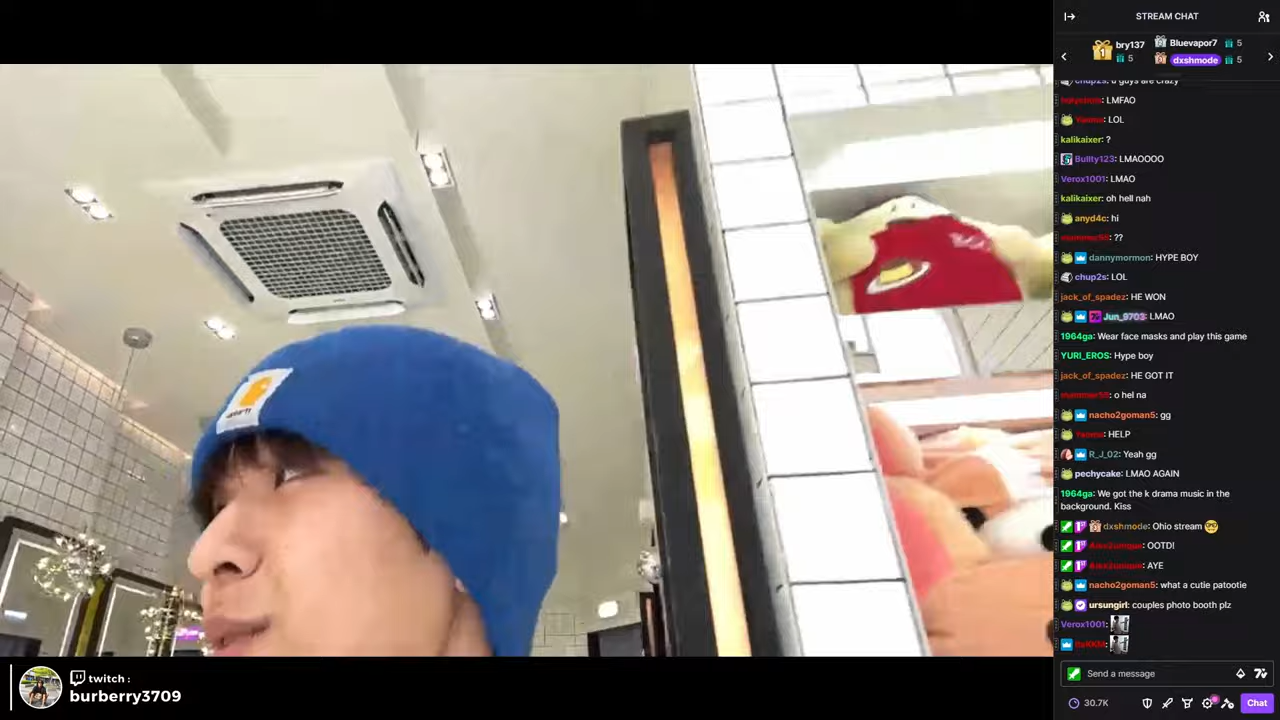 STREAM CHAT
bry137
5
Bluevapor7
5
dxshmode
5
chup2s: u guys are crazy
: LMFAO
: LOL
kalikaixer: ?
Bullty123: LMAOOOO
Verox1001: LMAO
kalikaixer: oh hell nah
anyd4c: hi
: ??
dannymormon: HYPE BOY
chup2s: LOL
jack_of_spadez: HE WON
Jun_9703: LMAO
1964ga: Wear face masks and play this game
YURI_EROS: Hype boy
jack_of_spadez: HE GOT IT
: o hel na
nacho2goman5: gg
: HELP
R_J_02: Yeah gg
pechycake: LMAO AGAIN
1964ga: We got the k drama music in the
background. Kiss
dxshmode: Ohio stream
: OOTD!
: AYE
nacho2goman5: what a cutie patootie
ursungirl: couples photo booth plz
Verox1001:
ItsKKM:
Send a message
30.7K
Chat
twitch :
burberry3709